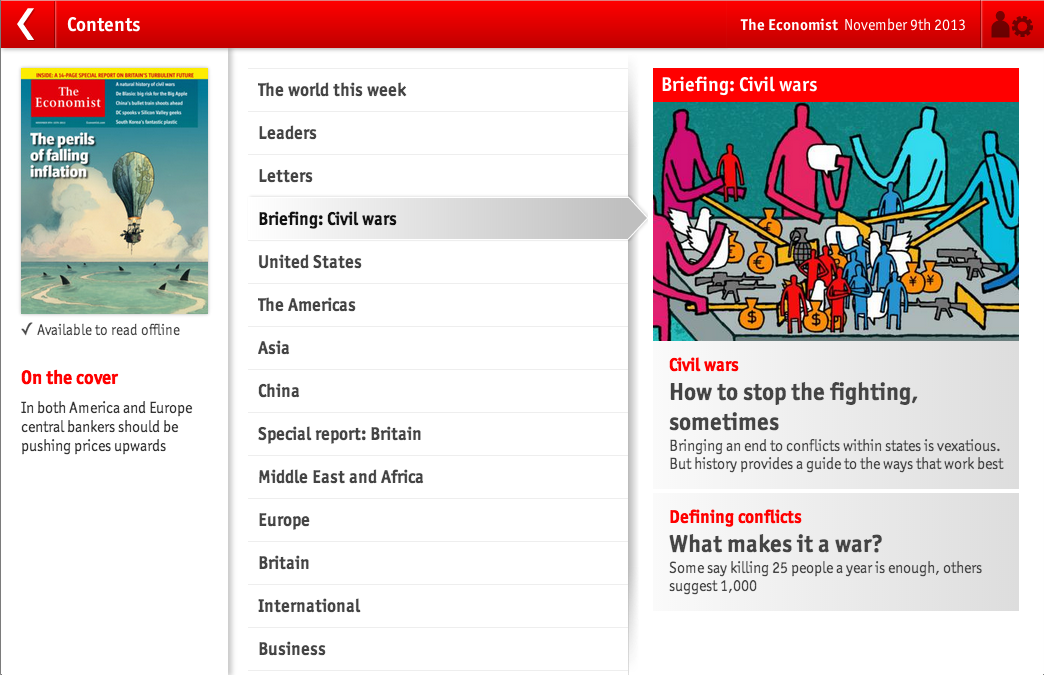 Contents
The Economist November 9th 2013
INSIDE: A 14-PAGE SPECIAL REPORT ON BRITAIN'S TURBULENT FUTURE
The
Economist
A natural history of civil wars
De Blasio: big risk for the Big Apple
China's bullet train shoots ahead
DC spooks v Silicon Valley geeks
South Korea's fantastic plastic
The perils
of falling
inflation
✓ Available to read offline
On the cover
In both America and Europe
central bankers should be
pushing prices upwards
The world this week
Leaders
Letters
Briefing: Civil wars
United States
The Americas
Asia
China
Special report: Britain
Middle East and Africa
Europe
Britain
International
Business
Briefing: Civil wars
Civil wars
How to stop the fighting,
sometimes
Bringing an end to conflicts within states is vexatious.
But history provides a guide to the ways that work best
Defining conflicts
What makes it a war?
Some say killing 25 people a year is enough, others
suggest 1,000